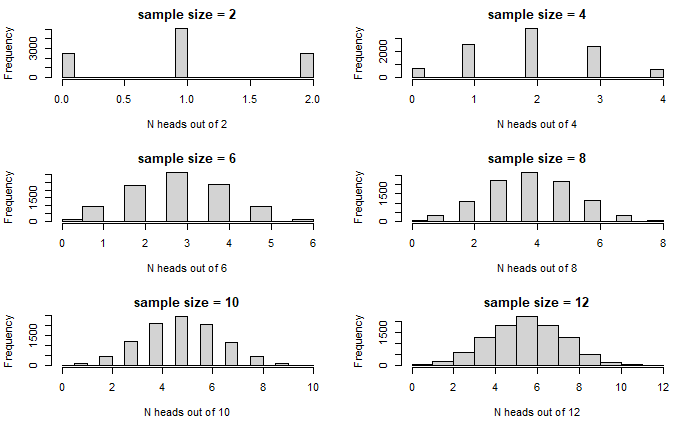 sample size = 2
Frequency
3000
0
0.0 0.5 1.0 1.5 2.0
N heads out of 2
sample size = 4
Frequency
2000
0
0 1 2 3 4
N heads out of 4
sample size = 6
Frequency
1500
0
0 1 2 3 4 5 6
N heads out of 6
sample size = 8
Frequency
1500
0
0 2 4 6 8
N heads out of 8
sample size = 10
Frequency
1500
0
0 2 4 6 8 10
N heads out of 10
sample size = 12
Frequency
1500
0
0 2 4 6 8 10 12
N heads out of 12